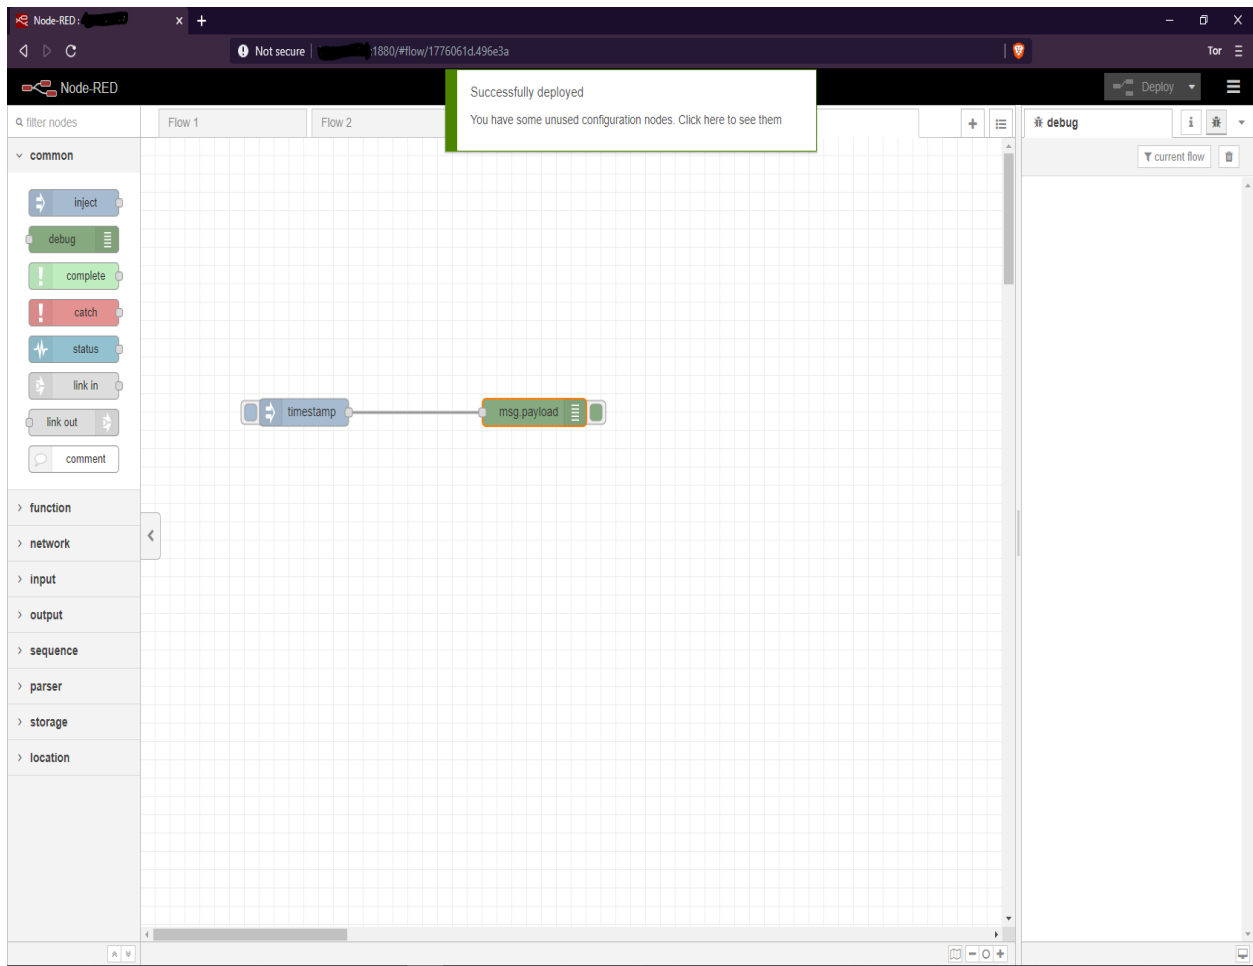 Node-RED :
Not secure
:1880/#flow/1776061d.496e3a
Tor
Node-RED
Successfully deployed
You have some unused configuration nodes. Click here to see them
Deploy
filter nodes
Flow 1
Flow 2
debug
i
current flow
common
inject
debug
complete
catch
status
link in
link out
comment
timestamp
msg.payload
function
network
input
output
sequence
parser
storage
location